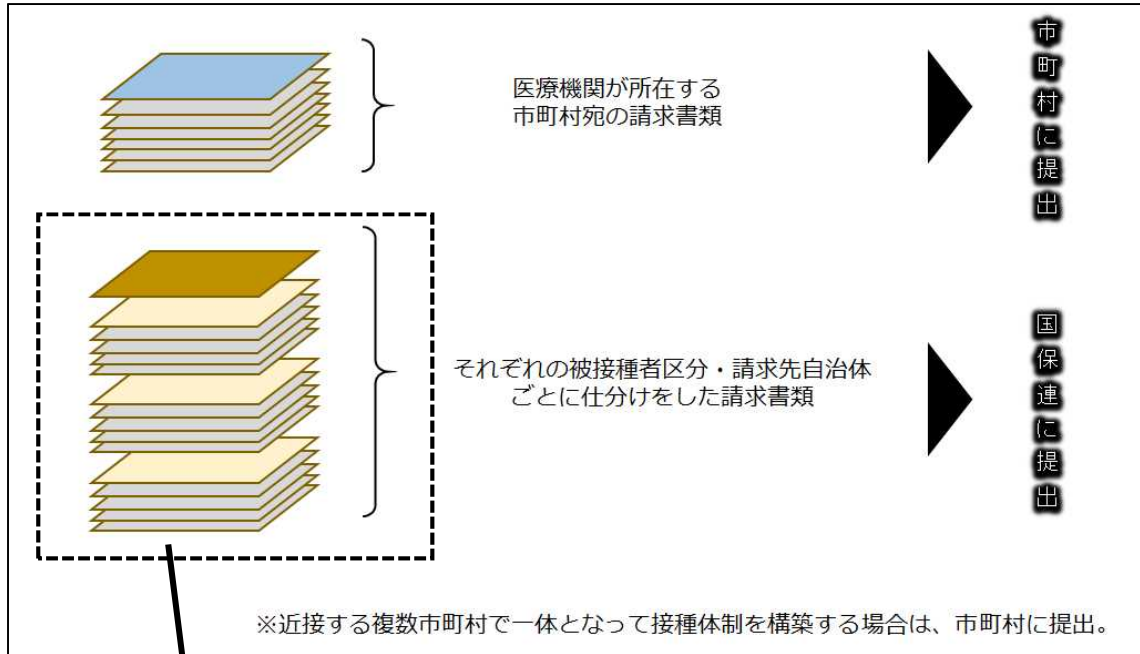 医療機関が所在する
市町村宛の請求書類
市町村に提出
それぞれの被接種者区分・請求先自治体
ごとに仕分けをした請求書類
国保連に提出
※近接する複数市町村で一体となって接種体制を構築する場合は、市町村に提出。